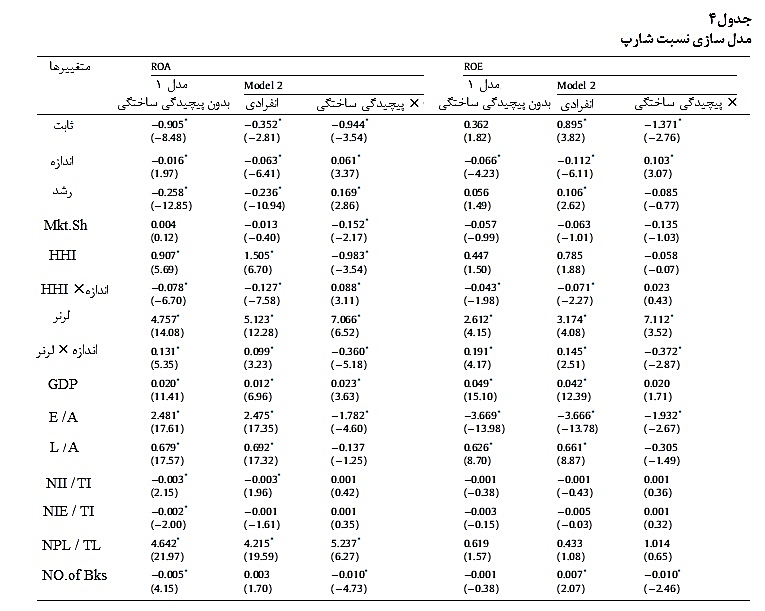 جدول ۴
مدل سازی نسبت شارپ
متغییرها ROA ROE
مدل ۱ Model 2 مدل ۱ Model 2
بدون پیچیدگی ساختگی انفرادی × پیچیدگی ساختگی بدون پیچیدگی ساختگی انفرادی × پیچیدگی ساختگی
ثابت −0.905* −0.352* −0.944* 0.362 0.895* −1.371*
(−8.48) (−2.81) (−3.54) (1.82) (3.82) (−2.76)
اندازه −0.016* −0.063* 0.061* −0.066* −0.112* 0.103*
(1.97) (−6.41) (3.37) (−4.23) (−6.11) (3.07)
رشد −0.258* −0.236* 0.169* 0.056 0.106* −0.085
(−12.85) (−10.94) (2.86) (1.49) (2.62) (−0.77)
Mkt.Sh 0.004 −0.013 −0.152* −0.057 −0.063 −0.135
(0.12) (−0.40) (−2.17) (−0.99) (−1.01) (−1.03)
HHI 0.907* 1.505* −0.983* 0.447 0.785 −0.058
(5.69) (6.70) (−3.54) (1.50) (1.88) (−0.07)
HHI ×اندازه −0.078* −0.127* 0.088* −0.043* −0.071* 0.023
(−6.70) (−7.58) (3.11) (−1.98) (−2.27) (0.43)
لرنر 4.757* 5.123* 7.066* 2.612* 3.174* 7.112*
(14.08) (12.28) (6.52) (4.15) (4.08) (3.52)
اندازه × لرنر 0.131* 0.099* −0.360* 0.191* 0.145* −0.372*
(5.35) (3.23) (−5.18) (4.17) (2.51) (−2.87)
GDP 0.020* 0.012* 0.023* 0.049* 0.042* 0.020
(11.41) (6.96) (3.63) (15.10) (12.39) (1.71)
E /A 2.481* 2.475* −1.782* −3.669* −3.666* −1.932*
(17.61) (17.35) (−4.60) (−13.98) (−13.78) (−2.67)
L /A 0.679* 0.692* −0.137 0.626* 0.661* −0.305
(17.57) (17.32) (−1.25) (8.70) (8.87) (−1.49)
NII / TI −0.003* −0.003* 0.001 −0.001 −0.001 0.001
(2.15) (1.96) (0.42) (−0.38) (−0.43) (0.36)
NIE / TI −0.002* −0.001 0.001 −0.003 −0.005 0.001
(−2.00) (−1.61) (0.35) (−0.15) (−0.03) (0.32)
NPL / TL 4.642* 4.215* 5.237* 0.619 0.433 1.014
(21.97) (19.59) (6.27) (1.57) (1.08) (0.65)
NO.of Bks −0.005* 0.003 −0.010* −0.001 0.007* −0.010*
(4.15) (1.70) (−4.73) (−0.38) (2.07) (−2.46)